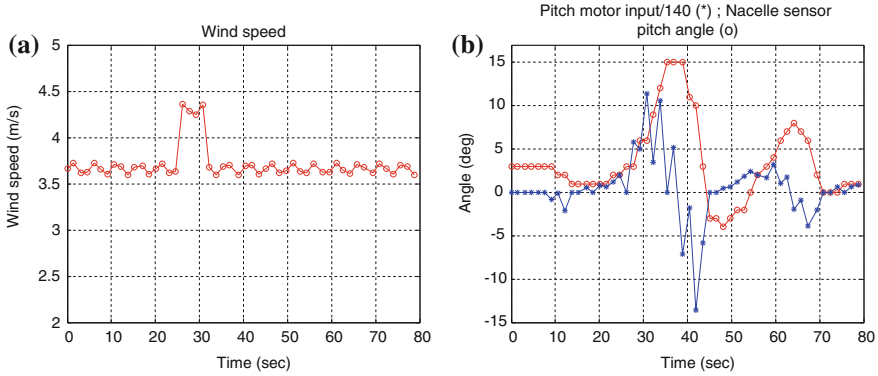 (a)
Wind speed
5
4.5
4
3.5
3
2.5
2
Wind speed (m/s)
0 10 20 30 40 50 60 70 80
Time (sec)
(b)
Pitch motor input/140 (*) ; Nacelle sensor
pitch angle (o)
15
10
5
0
-5
-10
-15
Angle (deg)
0 10 20 30 40 50 60 70 80
Time (sec)